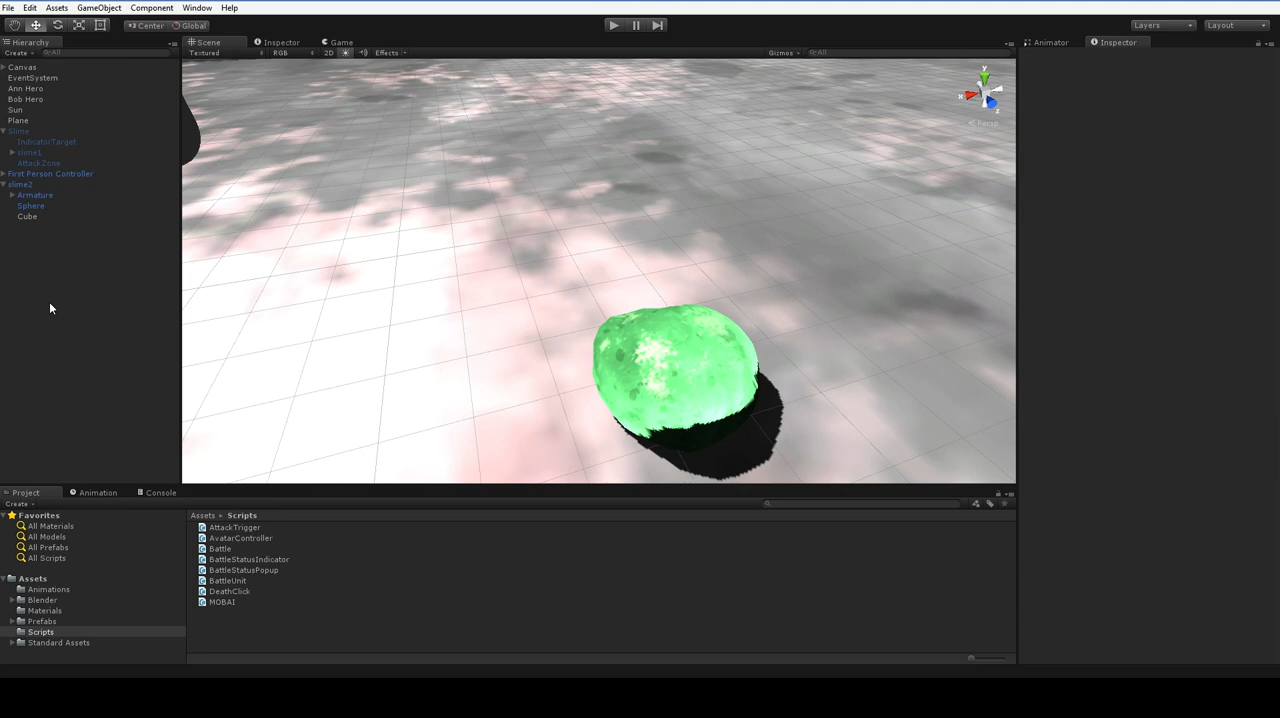 File Edit Assets GameObject Component Window Help
Center Global Layers Layout
Hierarchy Scene Inspector Game Animator Inspector
Create All Textured RGB 2D Effects Gizmos All
Canvas
EventSystem
Ann Hero
Bob Hero
Sun
Plane
Slime
IndicatorTarget
slime1
AttackZone
First Person Controller
slime2
Armature
Sphere
Cube
y
x
z
Persp
Project Animation Console
Create
Favorites
All Materials
All Models
All Prefabs
All Scripts
Assets
Animations
Blender
Materials
Prefabs
Scripts
Standard Assets
Assets Scripts
AttackTrigger
AvatarController
Battle
BattleStatusIndicator
BattleStatusPopup
BattleUnit
DeathClick
MOBAI